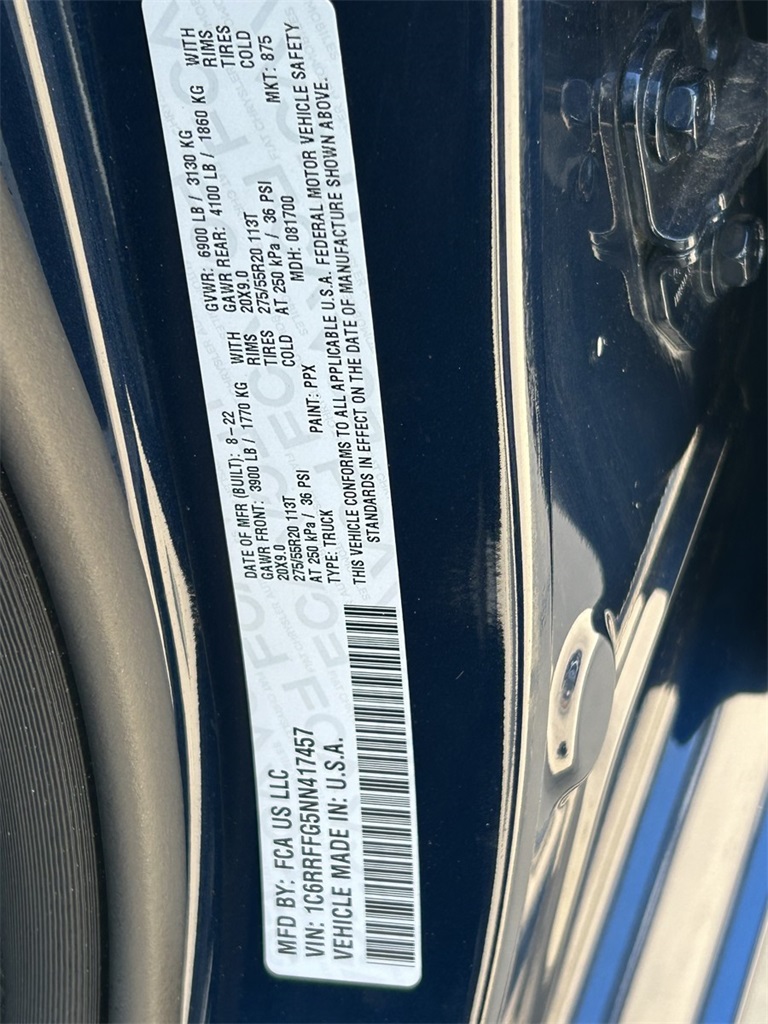 MFD BY: FCA US LLC
VIN: 1C6RRFFG5NN417457
VEHICLE MADE IN: U.S.A.
DATE OF MFR (BUILT): 8-22
GAWR FRONT: 3900 LB / 1770 KG WITH
20X9.0 RIMS
275/55R20 113T TIRES
AT 250 kPa / 36 PSI COLD
GVWR: 6900 LB / 3130 KG
GAWR REAR: 4100 LB / 1860 KG WITH
20X9.0 RIMS
275/55R20 113T TIRES
AT 250 kPa / 36 PSI COLD
TYPE: TRUCK PAINT: PPX MDH: 081700 MKT: 875
THIS VEHICLE CONFORMS TO ALL APPLICABLE U.S.A. FEDERAL MOTOR VEHICLE SAFETY
STANDARDS IN EFFECT ON THE DATE OF MANUFACTURE SHOWN ABOVE.